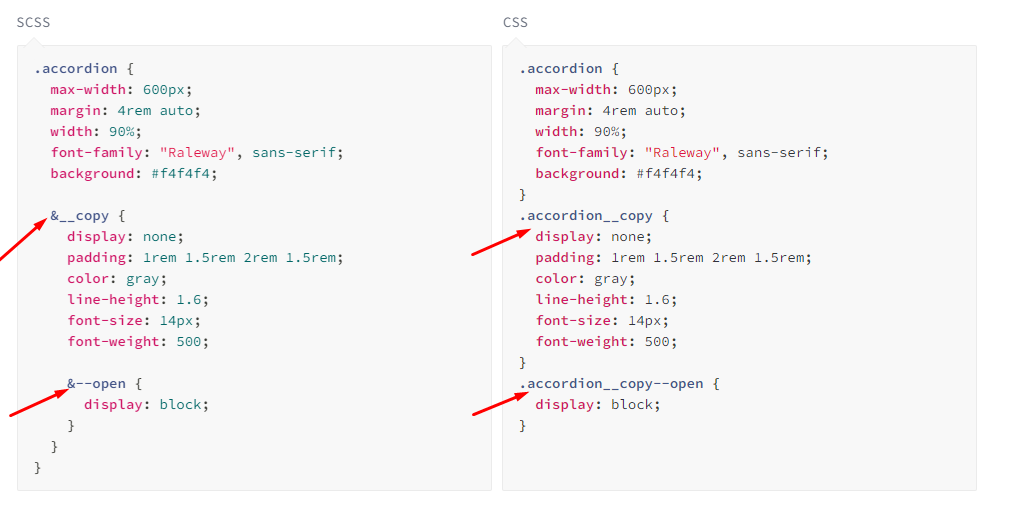 SCSS
.accordion {
  max-width: 600px;
  margin: 4rem auto;
  width: 90%;
  font-family: "Raleway", sans-serif;
  background: #f4f4f4;

  &__copy {
    display: none;
    padding: 1rem 1.5rem 2rem 1.5rem;
    color: gray;
    line-height: 1.6;
    font-size: 14px;
    font-weight: 500;

    &--open {
      display: block;
    }
  }
}
CSS
.accordion {
  max-width: 600px;
  margin: 4rem auto;
  width: 90%;
  font-family: "Raleway", sans-serif;
  background: #f4f4f4;
}
.accordion__copy {
  display: none;
  padding: 1rem 1.5rem 2rem 1.5rem;
  color: gray;
  line-height: 1.6;
  font-size: 14px;
  font-weight: 500;
}
.accordion__copy--open {
  display: block;
}